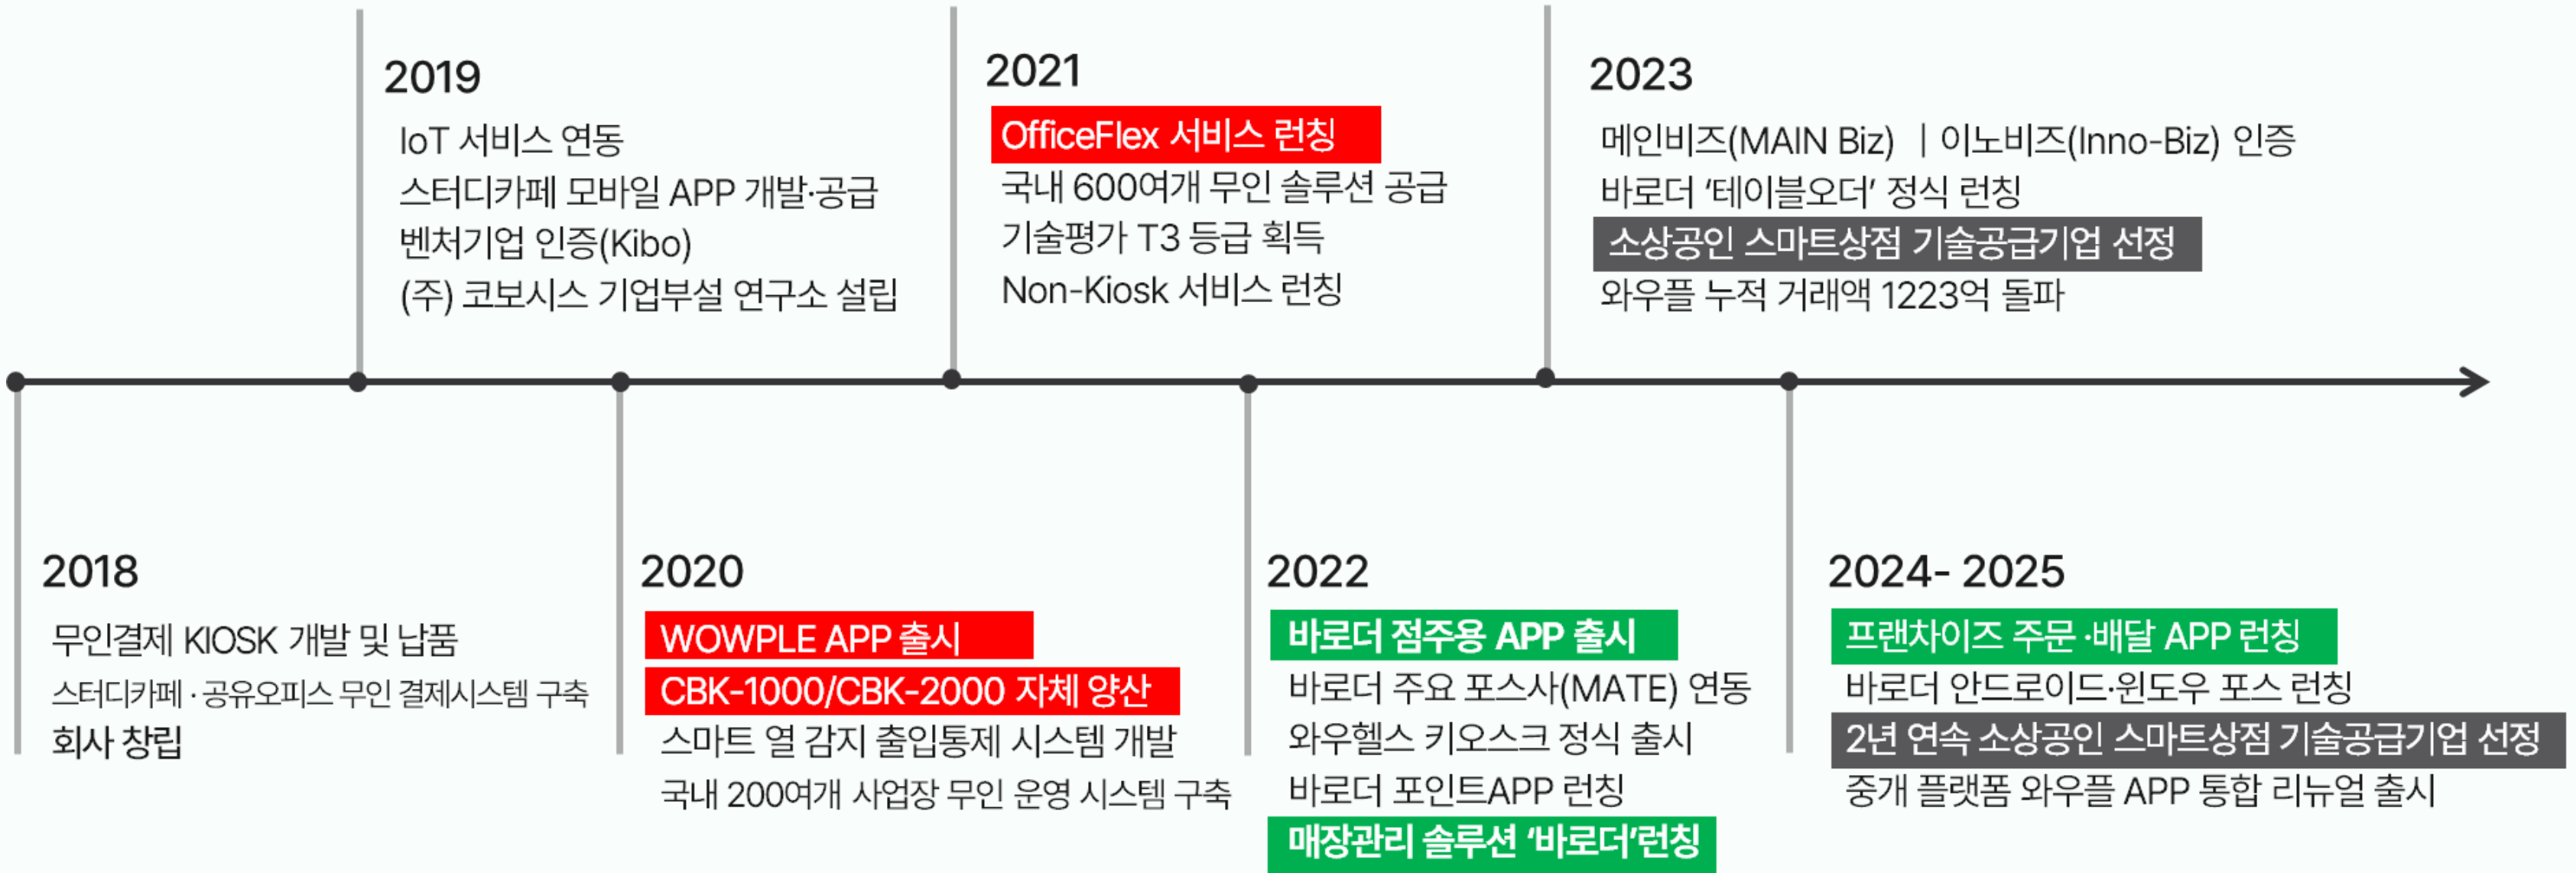 2019
IoT 서비스 연동
스터디카페 모바일 APP 개발·공급
벤처기업 인증(Kibo)
(주) 코보시스 기업부설 연구소 설립
2021
OfficeFlex 서비스 런칭
국내 600여개 무인 솔루션 공급
기술평가 T3 등급 획득
Non-Kiosk 서비스 런칭
2023
메인비즈(MAIN Biz) | 이노비즈(Inno-Biz) 인증
바로더 ‘테이블오더’ 정식 런칭
소상공인 스마트상점 기술공급기업 선정
와우플 누적 거래액 1223억 돌파
2018
무인결제 KIOSK 개발 및 납품
스터디카페 · 공유오피스 무인 결제시스템 구축
회사 창립
2020
WOWPLE APP 출시
CBK-1000/CBK-2000 자체 양산
스마트 열 감지 출입통제 시스템 개발
국내 200여개 사업장 무인 운영 시스템 구축
2022
바로더 점주용 APP 출시
바로더 주요 포스사(MATE) 연동
와우헬스 키오스크 정식 출시
바로더 포인트APP 런칭
매장관리 솔루션 ‘바로더’런칭
2024- 2025
프랜차이즈 주문 ·배달 APP 런칭
바로더 안드로이드·윈도우 포스 런칭
2년 연속 소상공인 스마트상점 기술공급기업 선정
중개 플랫폼 와우플 APP 통합 리뉴얼 출시